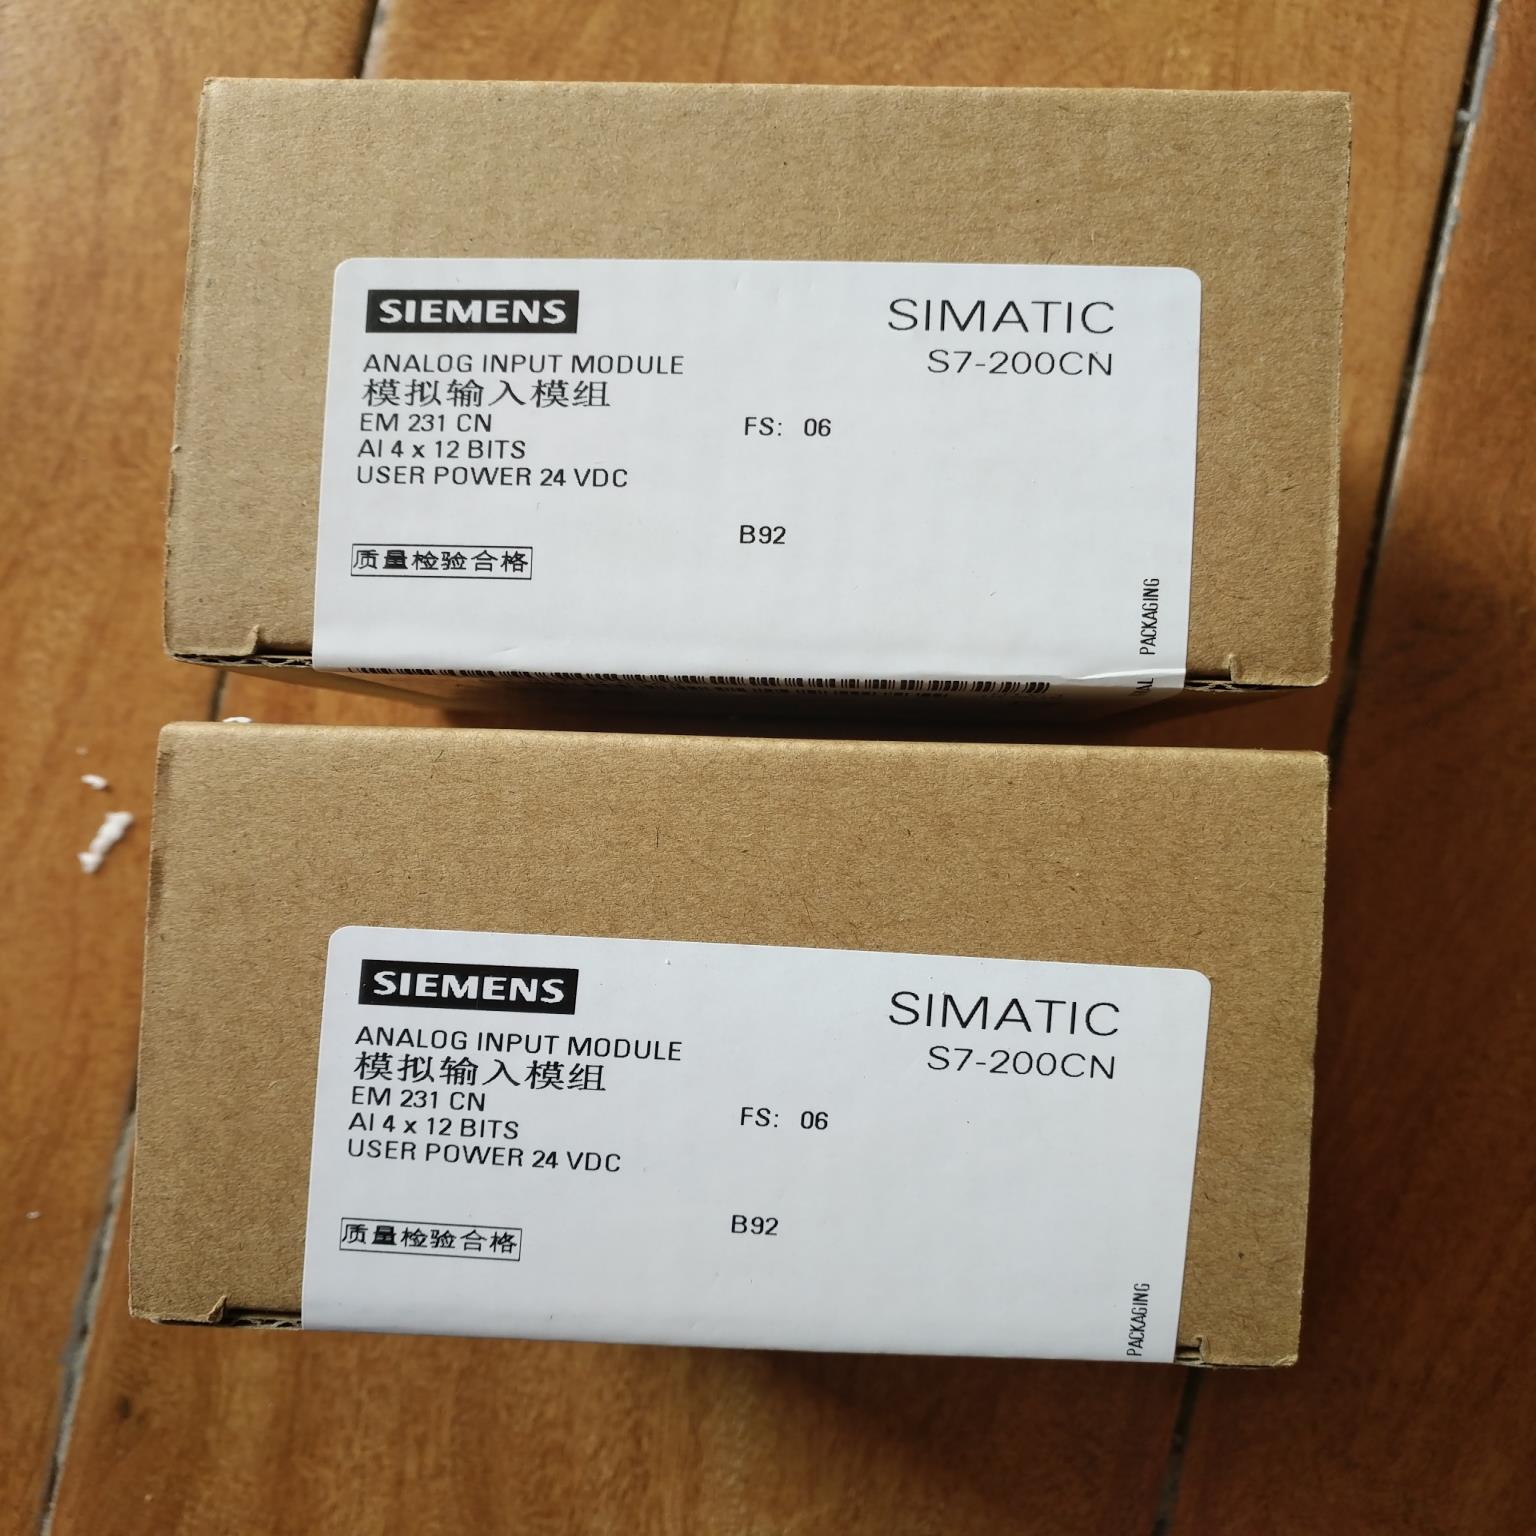 SIEMENS
SIMATIC
S7-200CN
ANALOG INPUT MODULE
模拟输入模组
EM 231 CN
AI 4 x 12 BITS
USER POWER 24 VDC
FS: 06
B92
质量检验合格
PACKAGING
SIEMENS
SIMATIC
S7-200CN
ANALOG INPUT MODULE
模拟输入模组
EM 231 CN
AI 4 x 12 BITS
USER POWER 24 VDC
FS: 06
B92
质量检验合格
PACKAGING